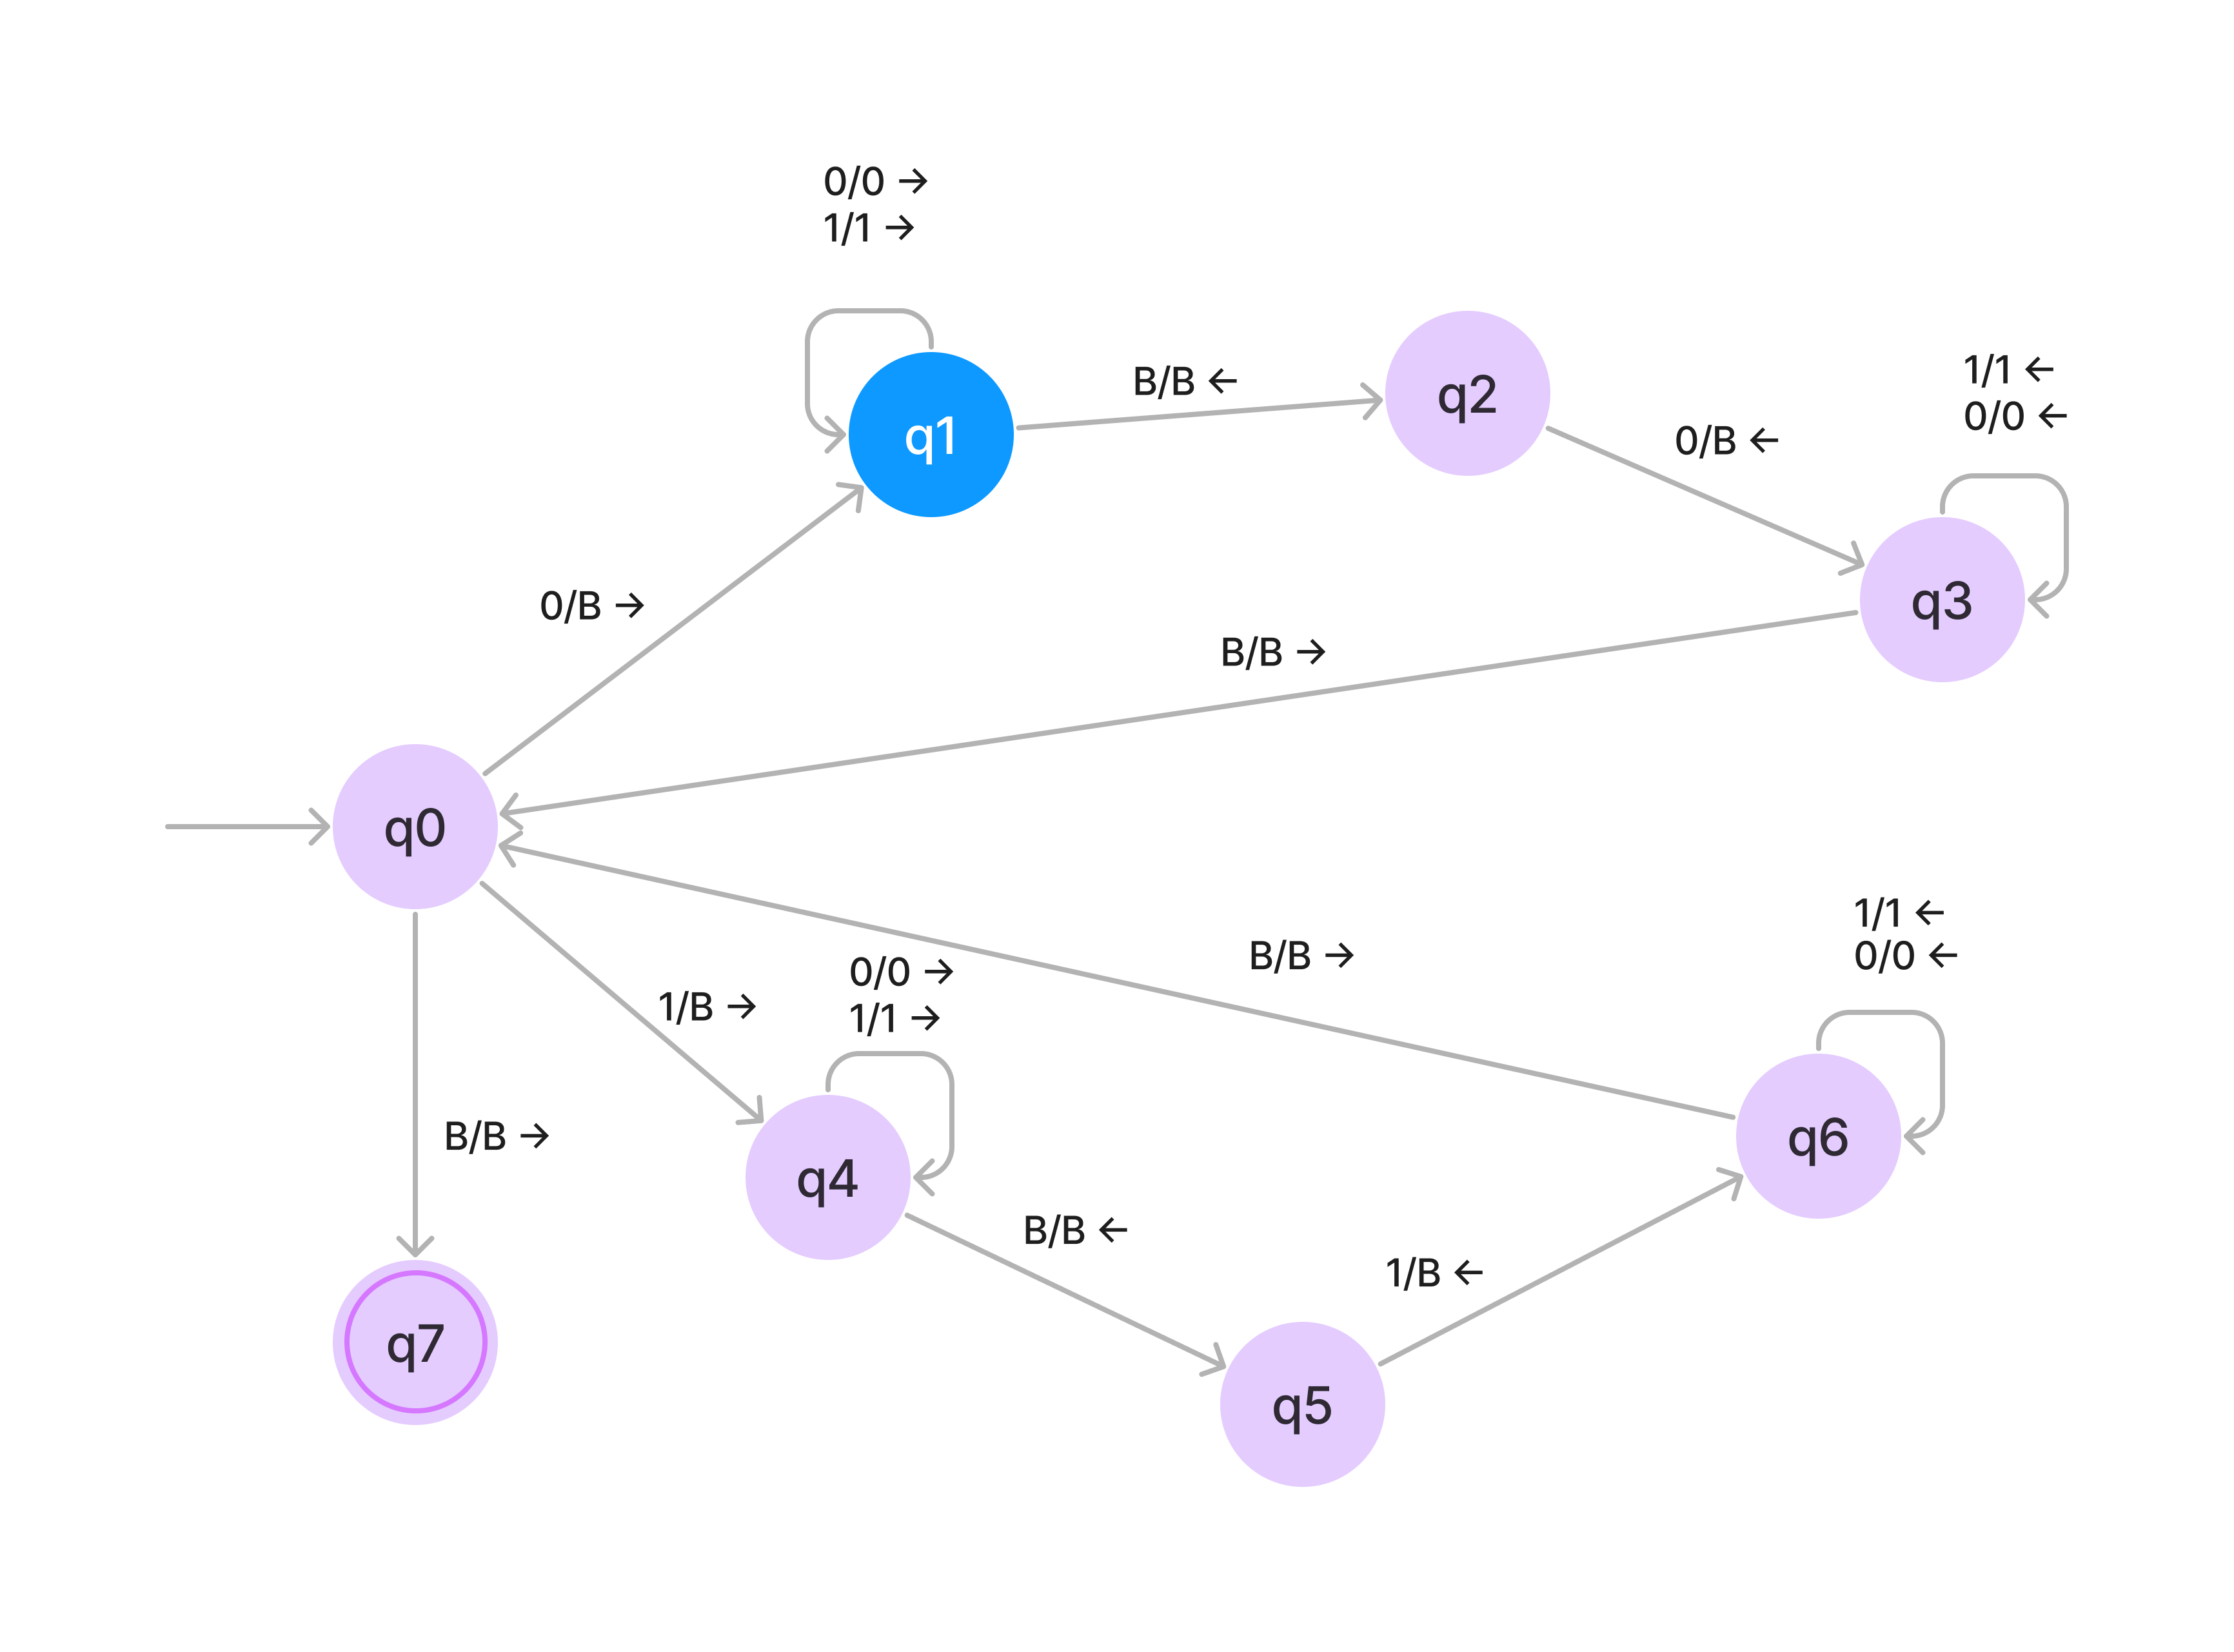 0/0 →
1/1 →
B/B ←
q2
1/1 ←
0/0 ←
q1
0/B ←
0/B →
q3
B/B →
q0
1/1 ←
0/0 ←
B/B →
0/0 →
1/1 →
1/B →
B/B →
q4
q6
B/B ←
1/B ←
q7
q5